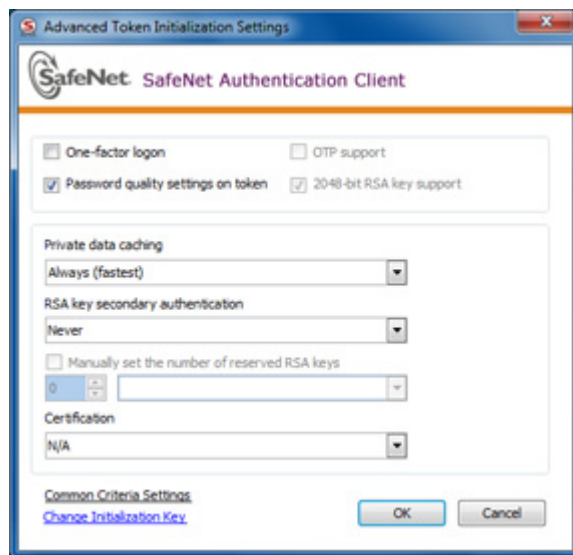 Advanced Token Initialization Settings
SafeNet. SafeNet Authentication Client
One-factor logon
OTP support
Password quality settings on token
2048-bit RSA key support
Private data caching
Always (fastest)
RSA key secondary authentication
Never
Manually set the number of reserved RSA keys
0
Certification
N/A
Common Criteria Settings
Change Initialization Key
OK
Cancel